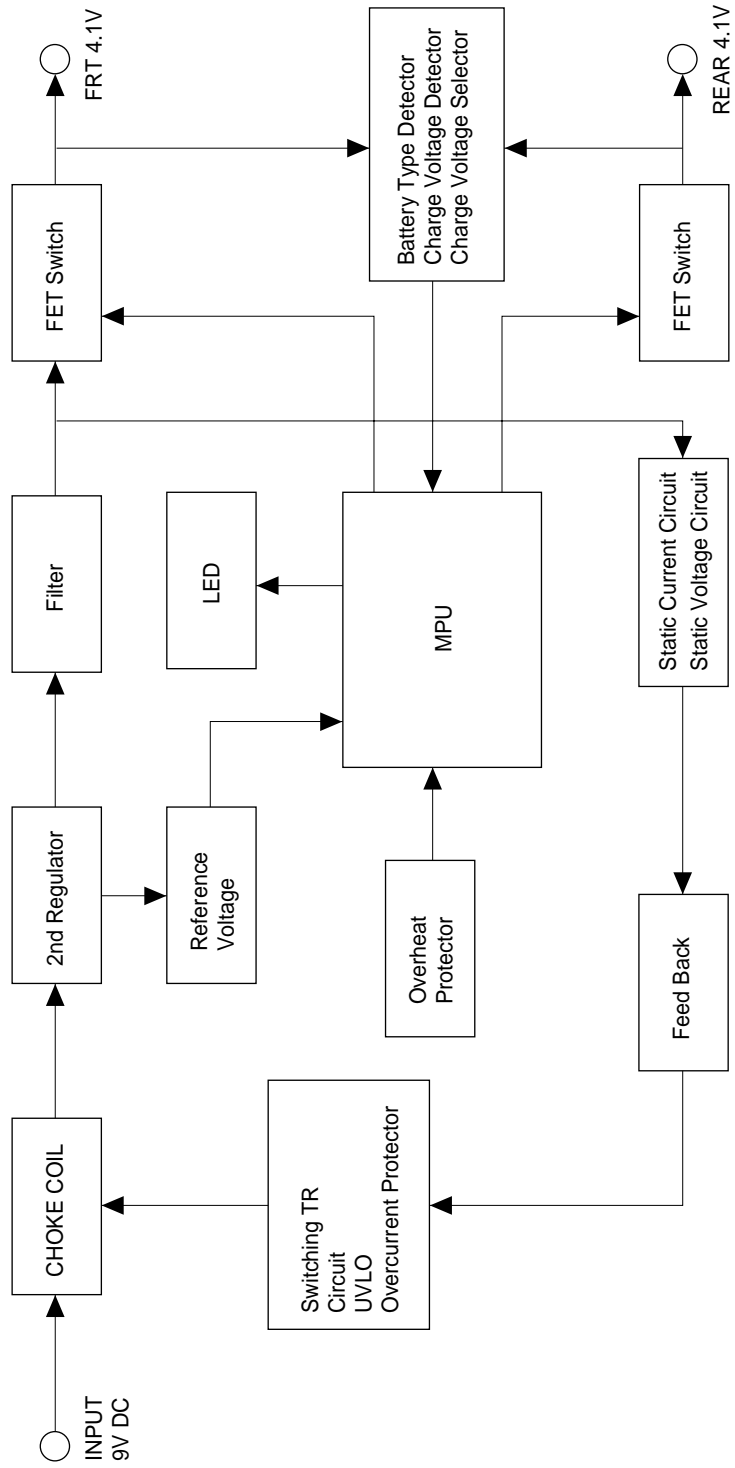 INPUT
9V DC
CHOKE COIL
2nd Regulator
Filter
FET Switch
FRT 4.1V
Reference
Voltage
LED
Switching TR
Circuit
UVLO
Overcurrent Protector
Overheat
Protector
MPU
Battery Type Detector
Charge Voltage Detector
Charge Voltage Selector
Feed Back
Static Current Circuit
Static Voltage Circuit
FET Switch
REAR 4.1V